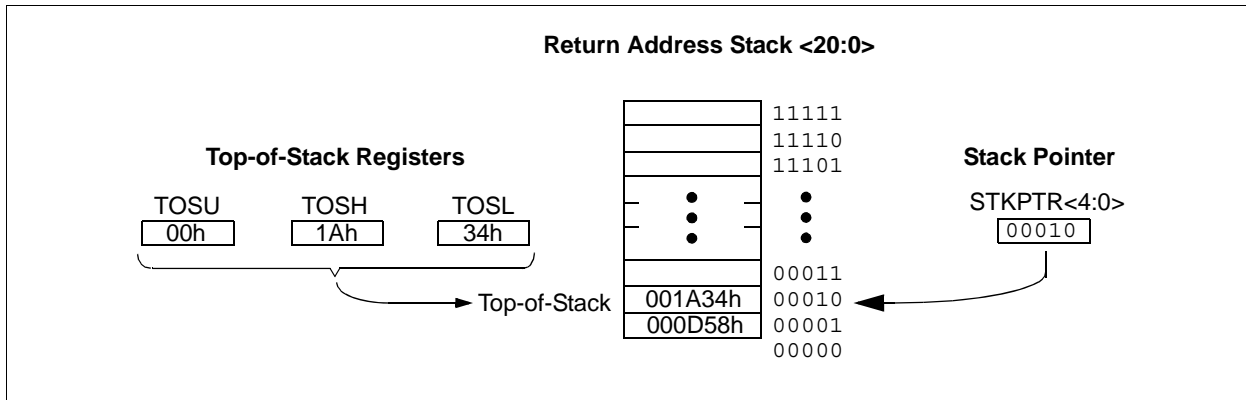 Return Address Stack <20:0>
11111
11110
11101
Top-of-Stack Registers
Stack Pointer
TOSU TOSH TOSL
00h 1Ah 34h
STKPTR<4:0>
00010
00011
Top-of-Stack 001A34h 00010
000D58h 00001
00000